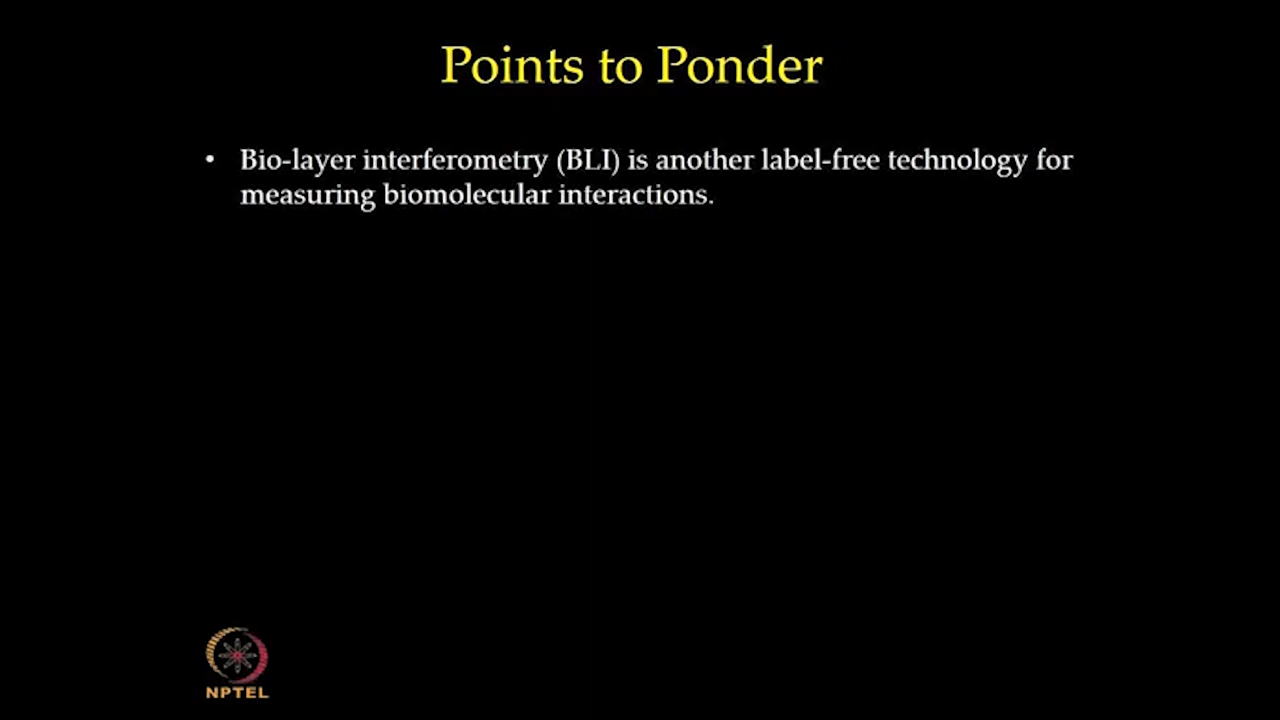 Points to Ponder
• Bio-layer interferometry (BLI) is another label-free technology for
measuring biomolecular interactions.
NPTEL